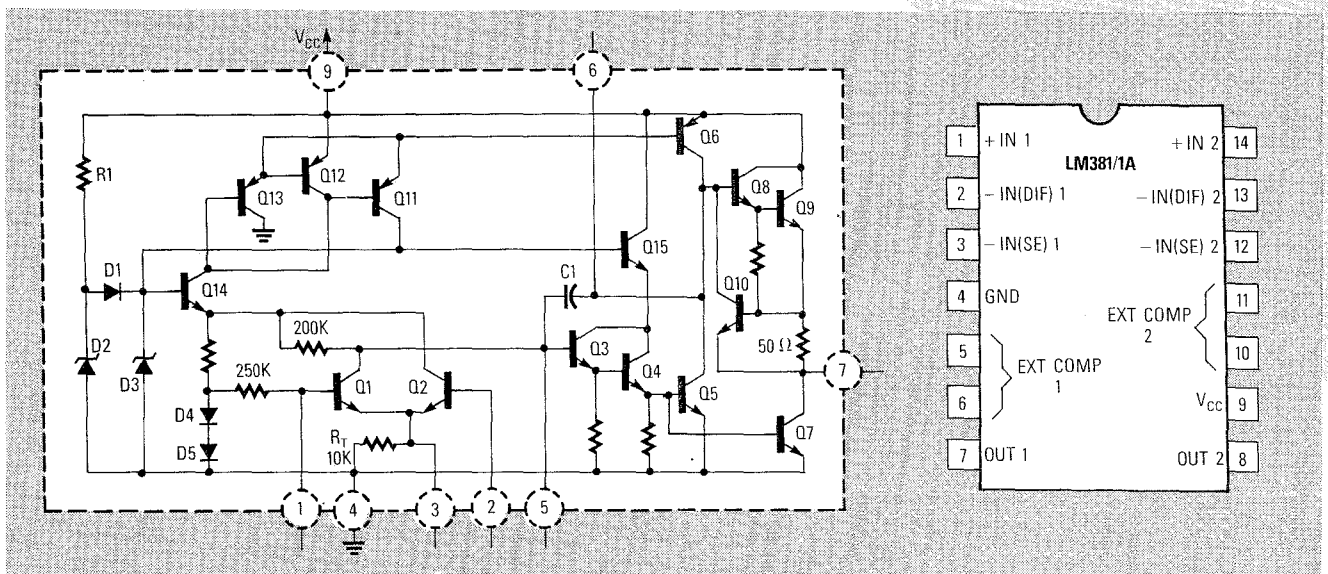 VCC
9
6
R1
Q13
Q12
Q11
Q6
Q8
Q9
D1
Q14
Q15
C1
Q10
D2
D3
200K
250K
Q1
Q2
Q3
Q4
Q5
50 Ω
7
D4
D5
RT
10K
Q7
1
4
3
2
5
LM381/1A
1 + IN 1
+ IN 2 14
2 - IN(DIF) 1
- IN(DIF) 2 13
3 - IN(SE) 1
- IN(SE) 2 12
4 GND
11
EXT COMP
2
10
5
EXT COMP
1
6
VCC 9
7 OUT 1
OUT 2 8